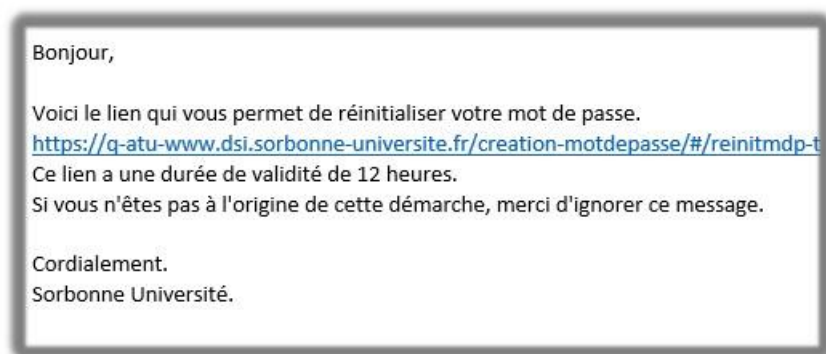 Bonjour,
Voici le lien qui vous permet de réinitialiser votre mot de passe.
https://q-atu-www.dsi.sorbonne-universite.fr/creation-motdepasse/#/reinitmdp-t
Ce lien a une durée de validité de 12 heures.
Si vous n'êtes pas à l'origine de cette démarche, merci d'ignorer ce message.
Cordialement.
Sorbonne Université.